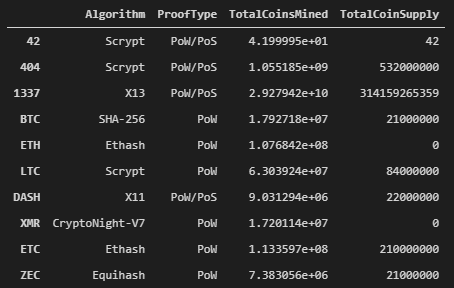 Algorithm ProofType TotalCoinsMined TotalCoinSupply
42 Scrypt PoW/PoS 4.199995e+01 42
404 Scrypt PoW/PoS 1.055185e+09 532000000
1337 X13 PoW/PoS 2.927942e+10 314159265359
BTC SHA-256 PoW 1.792718e+07 21000000
ETH Ethash PoW 1.076842e+08 0
LTC Scrypt PoW 6.303924e+07 84000000
DASH X11 PoW/PoS 9.031294e+06 22000000
XMR CryptoNight-V7 PoW 1.720114e+07 0
ETC Ethash PoW 1.133597e+08 210000000
ZEC Equihash PoW 7.383056e+06 21000000